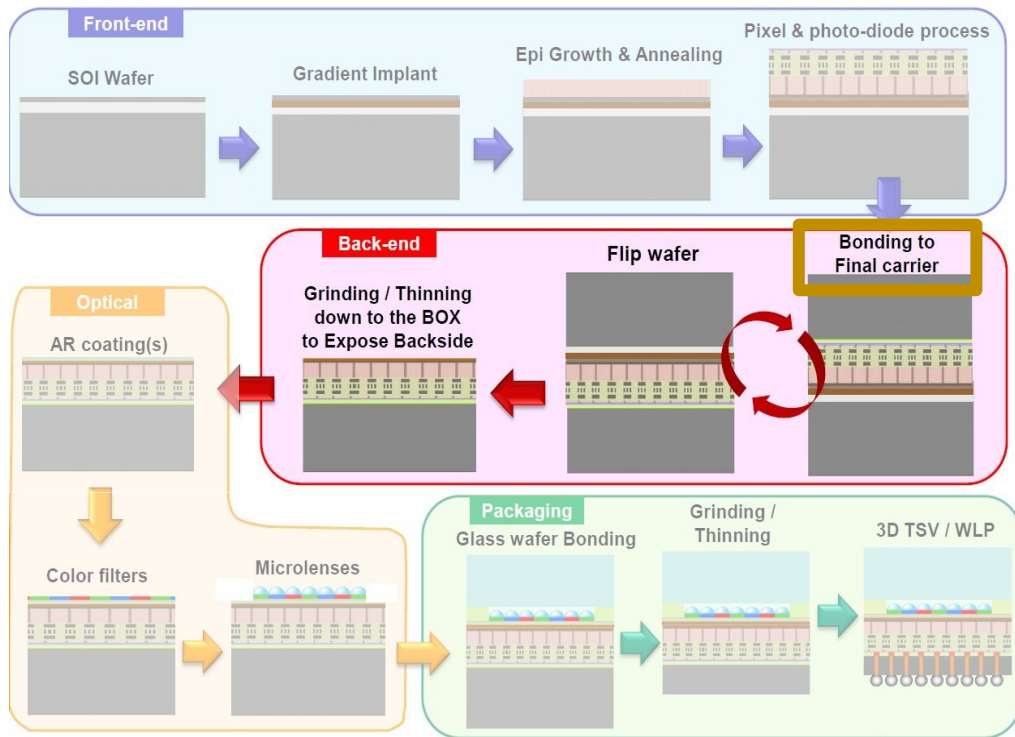 Front-end
SOI Wafer
Gradient Implant
Epi Growth & Annealing
Pixel & photo-diode process
Back-end
Bonding to
Final carrier
Flip wafer
Grinding / Thinning
down to the BOX
to Expose Backside
Optical
AR coating(s)
Color filters
Microlenses
Packaging
Glass wafer Bonding
Grinding /
Thinning
3D TSV / WLP